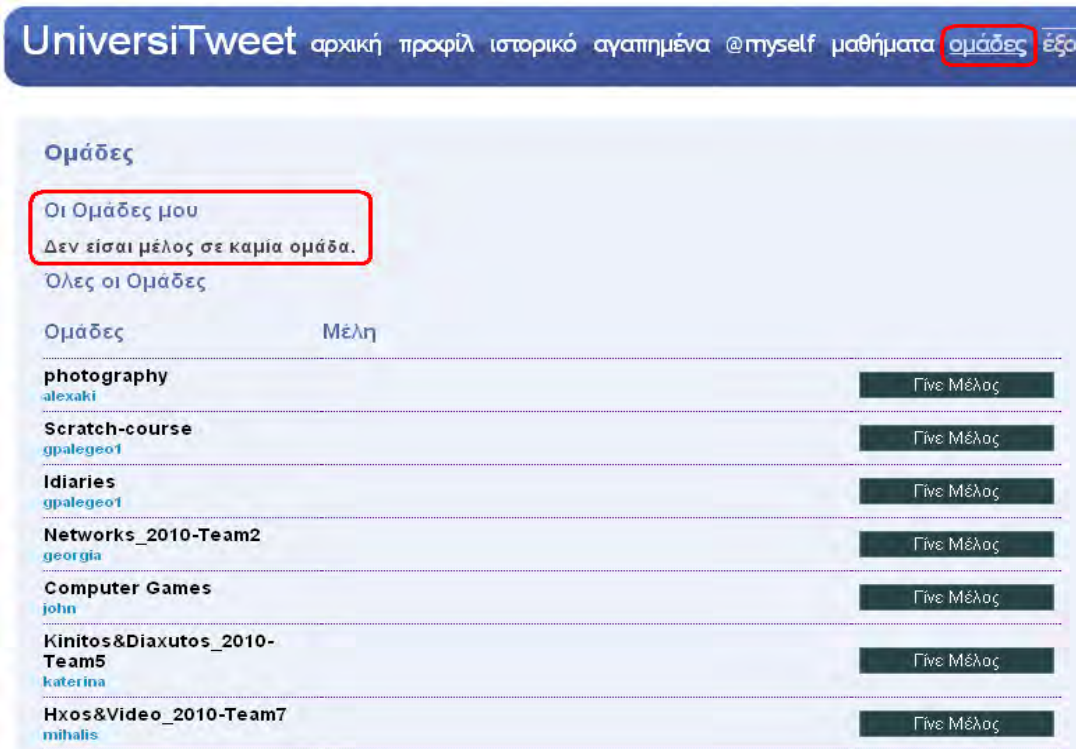 UniversiTweet αρχική προφίλ ιστορικό αγαπημένα @myself μαθήματα ομάδες
Ομάδες
Οι Ομάδες μου
Δεν είσαι μέλος σε καμία ομάδα.
Όλες οι Ομάδες
Ομάδες Μέλη
photography
alexaki
Γίνε Μέλος
Scratch-course
gpalegeo1
Γίνε Μέλος
Idiaries
gpalegeo1
Γίνε Μέλος
Networks_2010-Team2
georgia
Γίνε Μέλος
Computer Games
john
Γίνε Μέλος
Kinitos&Diaxutos_2010-
Team5
katerina
Γίνε Μέλος
Hxos&Video_2010-Team7
mihalis
Γίνε Μέλος